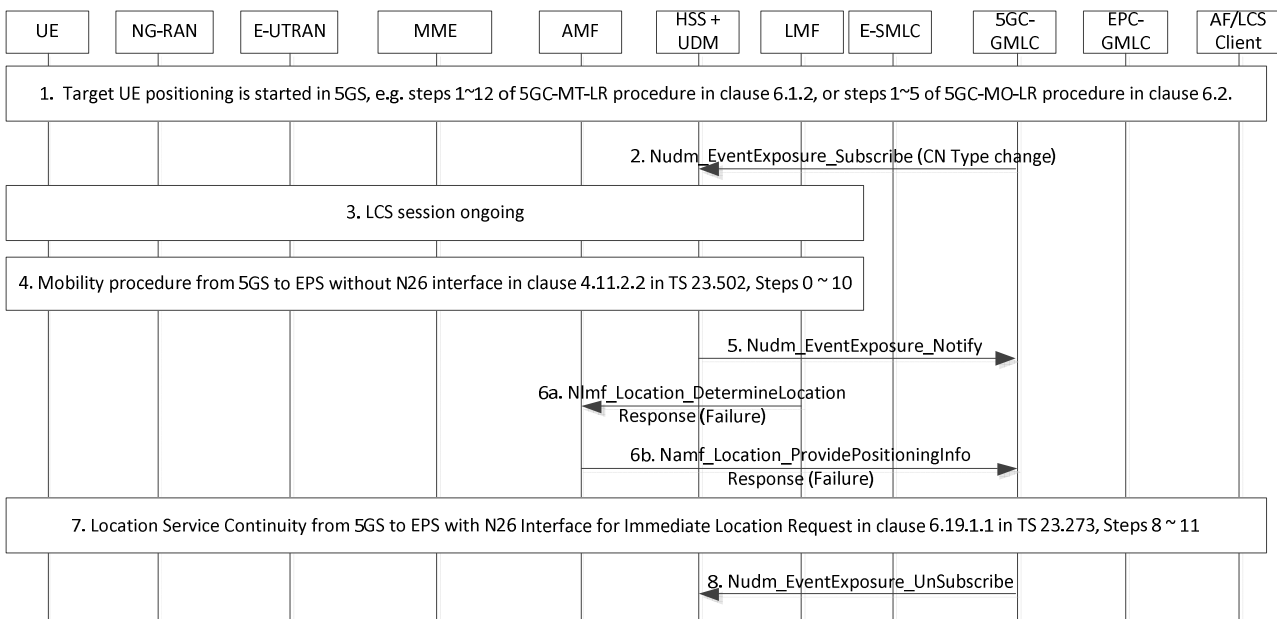 UE
NG-RAN
E-UTRAN
MME
AMF
HSS +
UDM
LMF
E-SMLC
5GC-
GMLC
EPC-
GMLC
AF/LCS
Client
1. Target UE positioning is started in 5GS, e.g. steps 1~12 of 5GC-MT-LR procedure in clause 6.1.2, or steps 1~5 of 5GC-MO-LR procedure in clause 6.2.
2. Nudm_EventExposure_Subscribe (CN Type change)
3. LCS session ongoing
4. Mobility procedure from 5GS to EPS without N26 interface in clause 4.11.2.2 in TS 23.502, Steps 0 ~ 10
5. Nudm_EventExposure_Notify
6a. Nlmf_Location_DetermineLocation
Response (Failure)
6b. Namf_Location_ProvidePositioningInfo
Response (Failure)
7. Location Service Continuity from 5GS to EPS with N26 Interface for Immediate Location Request in clause 6.19.1.1 in TS 23.273, Steps 8 ~ 11
8. Nudm_EventExposure_UnSubscribe